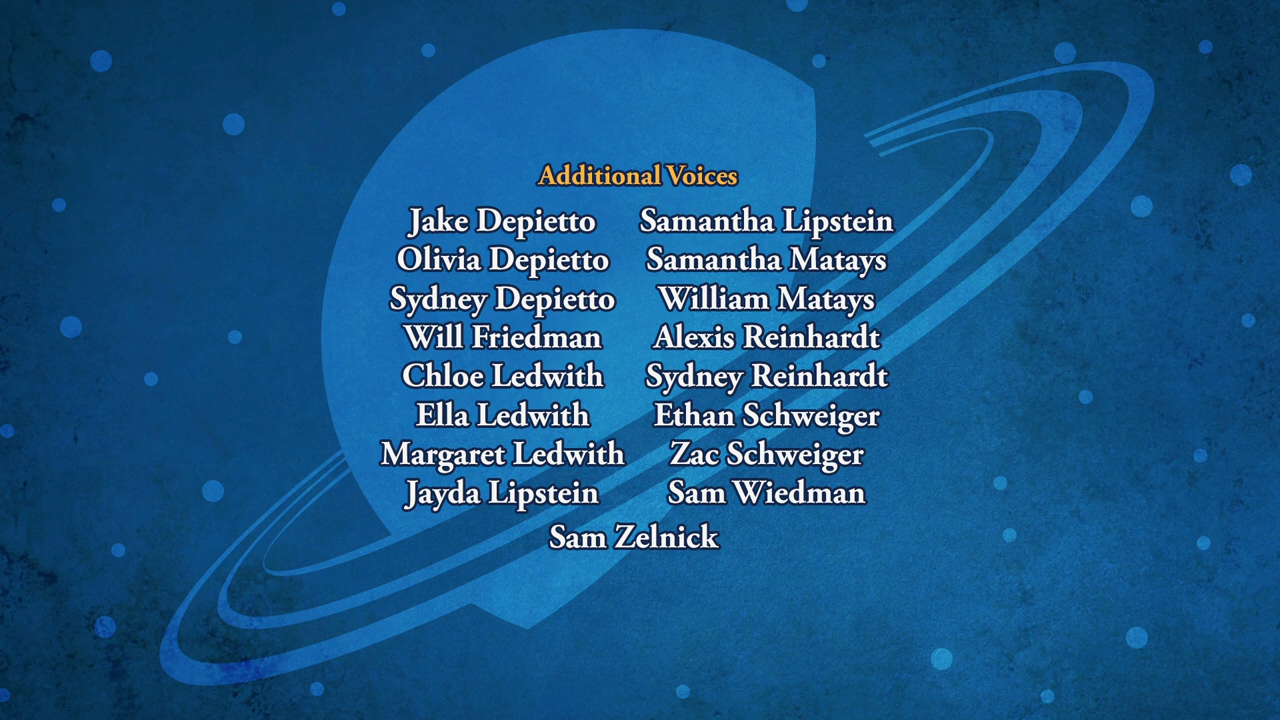 Additional Voices
Jake Depietto Samantha Lipstein
Olivia Depietto Samantha Matays
Sydney Depietto William Matays
Will Friedman Alexis Reinhardt
Chloe Ledwith Sydney Reinhardt
Ella Ledwith Ethan Schweiger
Margaret Ledwith Zac Schweiger
Jayda Lipstein Sam Wiedman
Sam Zelnick